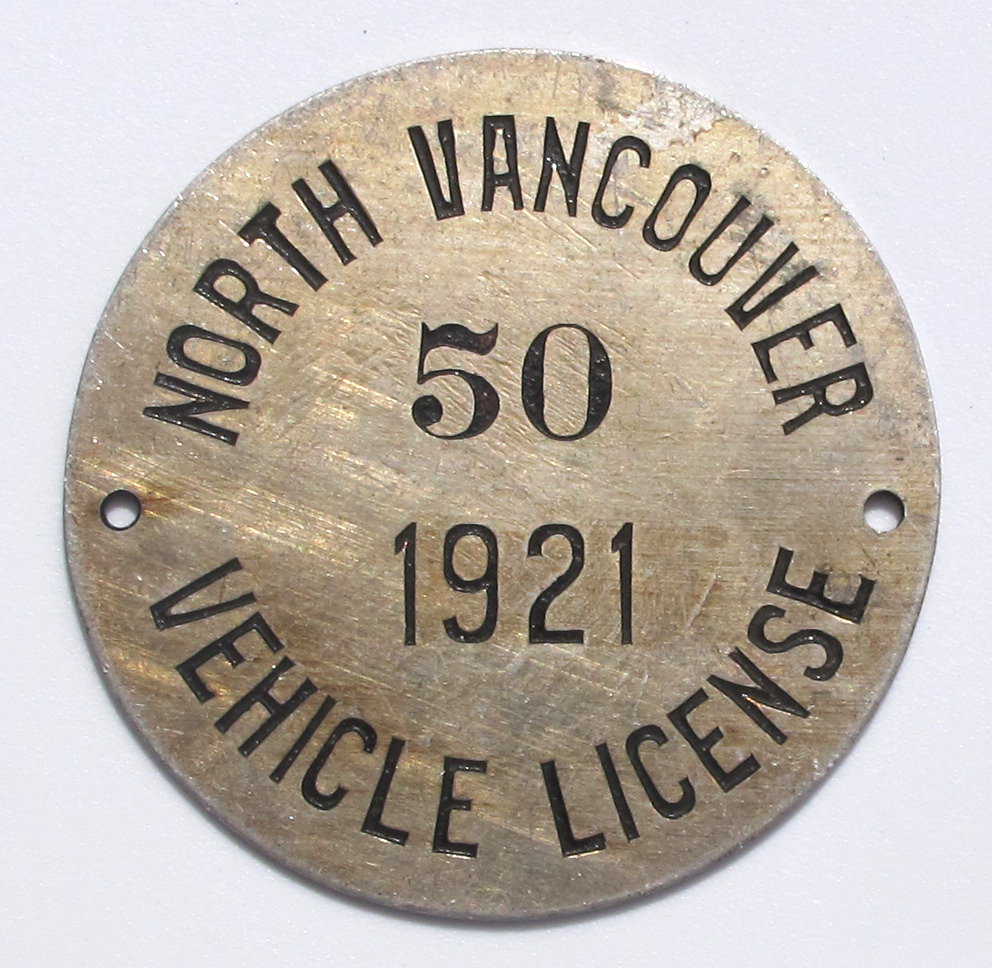 NORTH VANCOUVER
50
1921
VEHICLE LICENSE